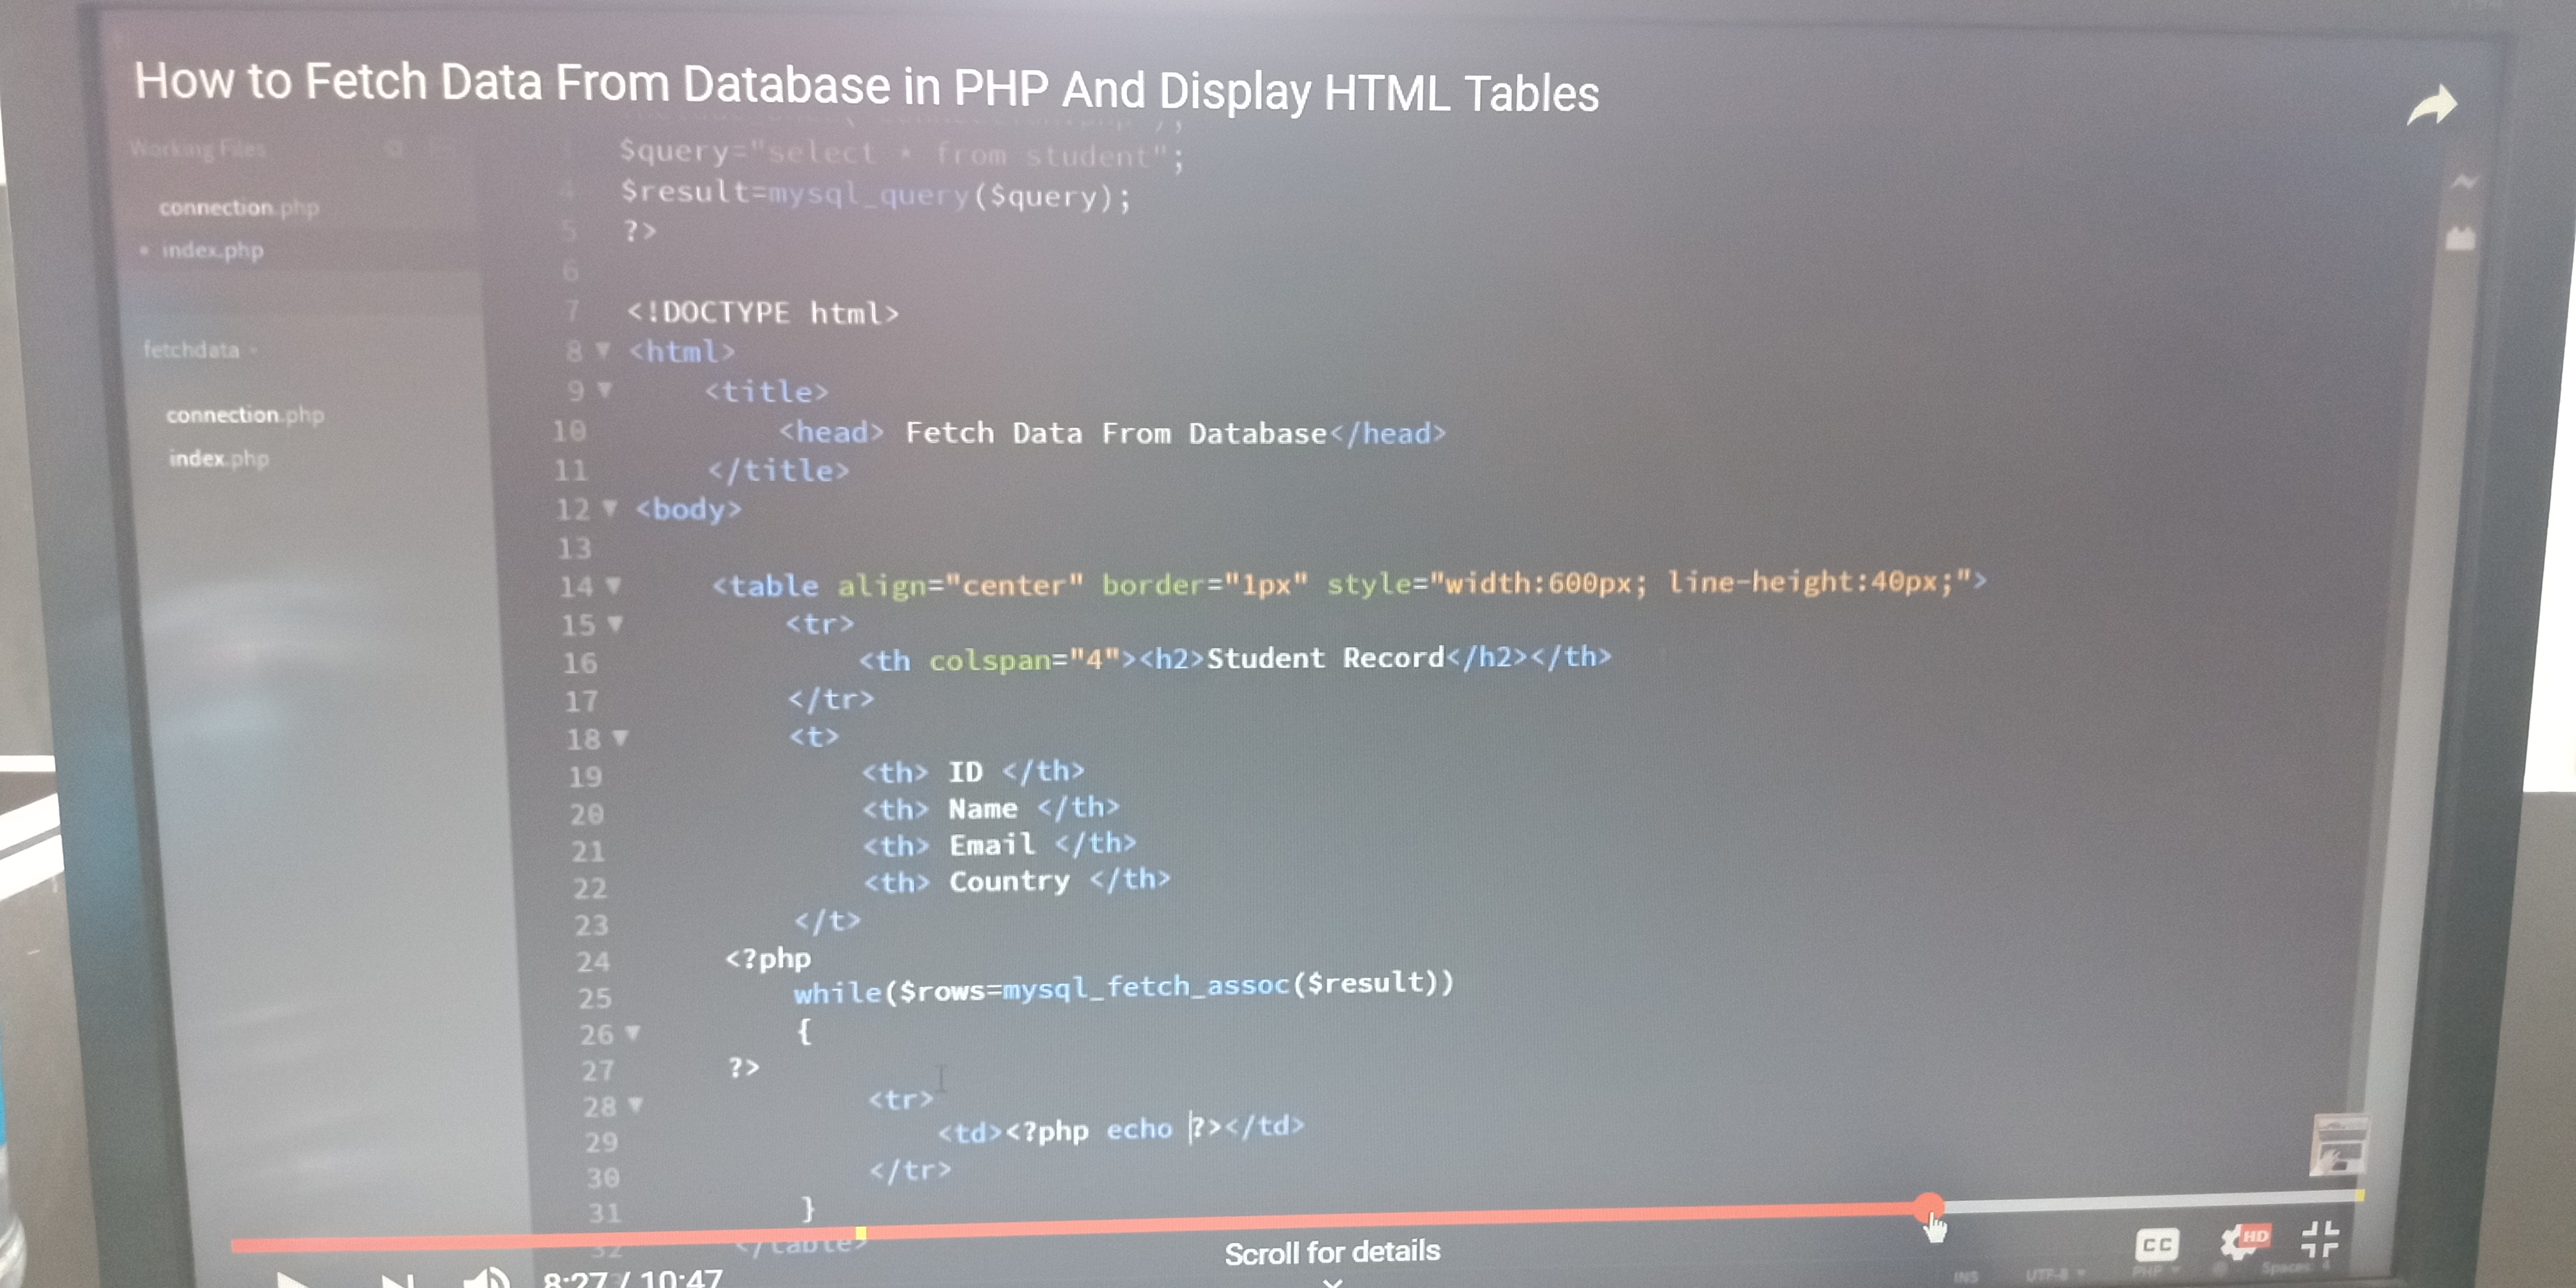 How to Fetch Data From Database in PHP And Display HTML Tables
Working Files
connection.php
index.php
fetchdata
connection.php
index.php
$query="select * from student";
4 $result=mysql_query($query);
5 ?>
6
7 <!DOCTYPE html>
8 <html>
9 <title>
10 <head> Fetch Data From Database</head>
11 </title>
12 <body>
13
14 <table align="center" border="1px" style="width:600px; line-height:40px;">
15 <tr>
16 <th colspan="4"><h2>Student Record</h2></th>
17 </tr>
18 <t>
19 <th> ID </th>
20 <th> Name </th>
21 <th> Email </th>
22 <th> Country </th>
23 </t>
24 <?php
25 while($rows=mysql_fetch_assoc($result))
26 {
27 ?>
28 <tr>
29 <td><?php echo ?></td>
30 </tr>
31 }
32 </table>
8:27 / 10:47
Scroll for details
CC
HD
INS
UTF-8
PHP
Spaces: 4